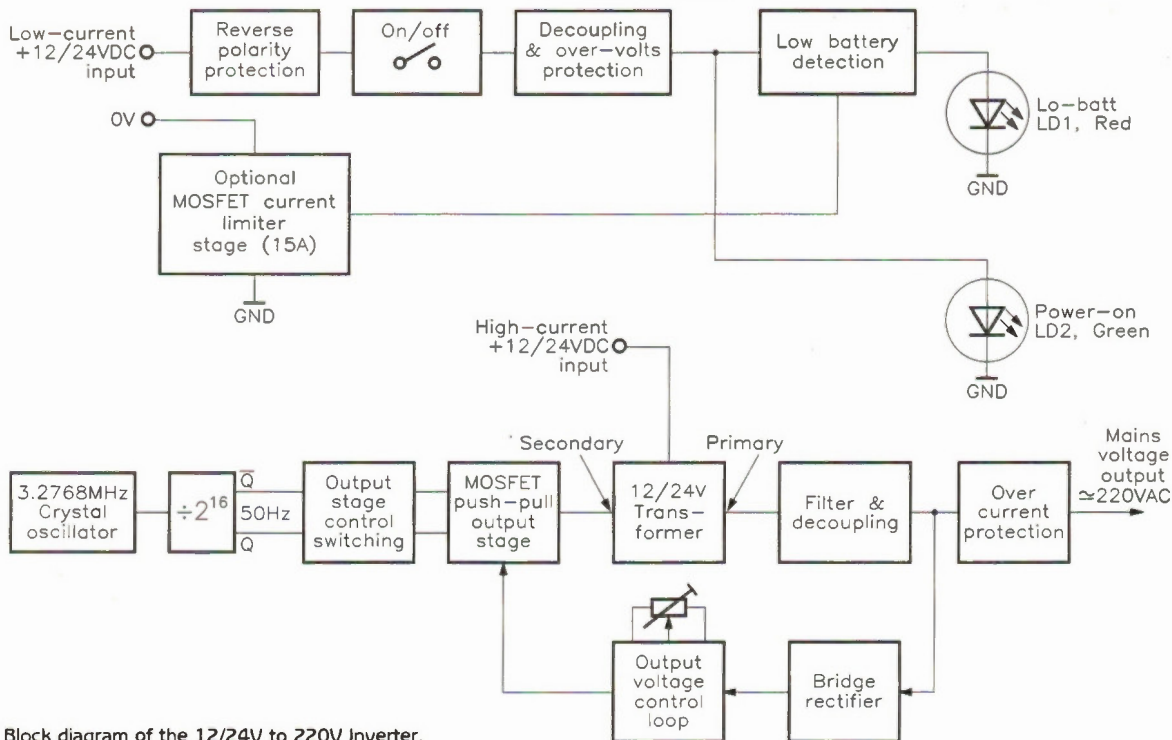 Low-current
+12/24VDC
input
Reverse
polarity
protection
On/off
Decoupling
& over-volts
protection
Low battery
detection
Lo-batt
LD1, Red
GND
0V
Optional
MOSFET current
limiter
stage (15A)
GND
Power-on
LD2, Green
GND
High-current
+12/24VDC
input
Secondary
Primary
3.2768MHz
Crystal
oscillator
÷2¹⁶
Q̅
50Hz
Q
Output
stage
control
switching
MOSFET
push-pull
output
stage
12/24V
Trans-
former
Filter &
decoupling
Over
current
protection
Mains
voltage
output
≃220VAC
Output
voltage
control
loop
Bridge
rectifier
Block diagram of the 12/24V to 220V Inverter.